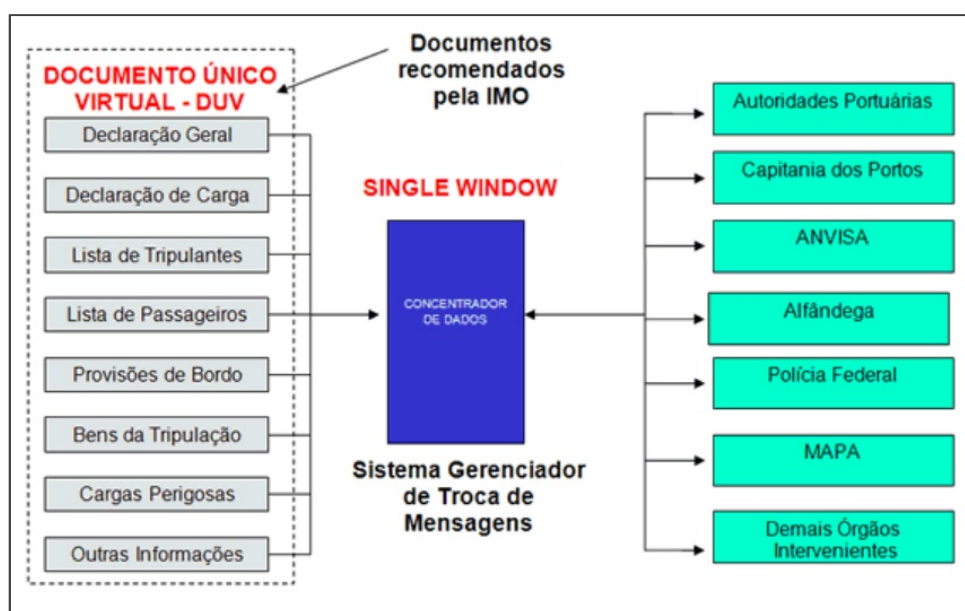 Documentos
recomendados
pela IMO
DOCUMENTO ÚNICO
VIRTUAL - DUV
Declaração Geral
Declaração de Carga
Lista de Tripulantes
Lista de Passageiros
Provisões de Bordo
Bens da Tripulação
Cargas Perigosas
Outras Informações
SINGLE WINDOW
CONCENTRADOR
DE DADOS
Sistema Gerenciador
de Troca de
Mensagens
Autoridades Portuárias
Capitania dos Portos
ANVISA
Alfândega
Polícia Federal
MAPA
Demais Órgãos
Intervenientes